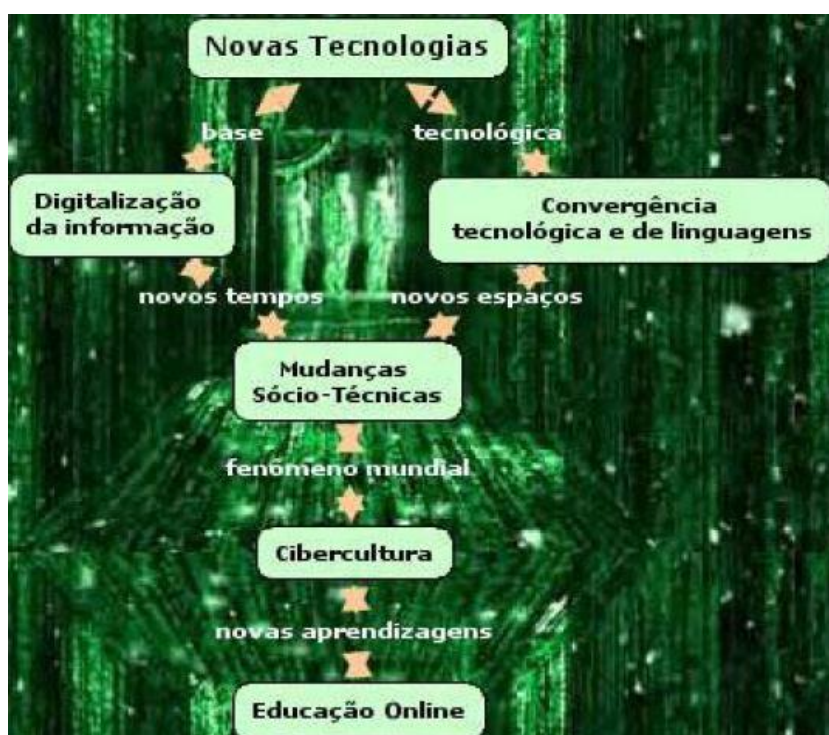 Novas Tecnologias
base
tecnológica
Digitalização
da informação
Convergência
tecnológica e de linguagens
novos tempos
novos espaços
Mudanças
Sócio-Técnicas
fenômeno mundial
Cibercultura
novas aprendizagens
Educação Online